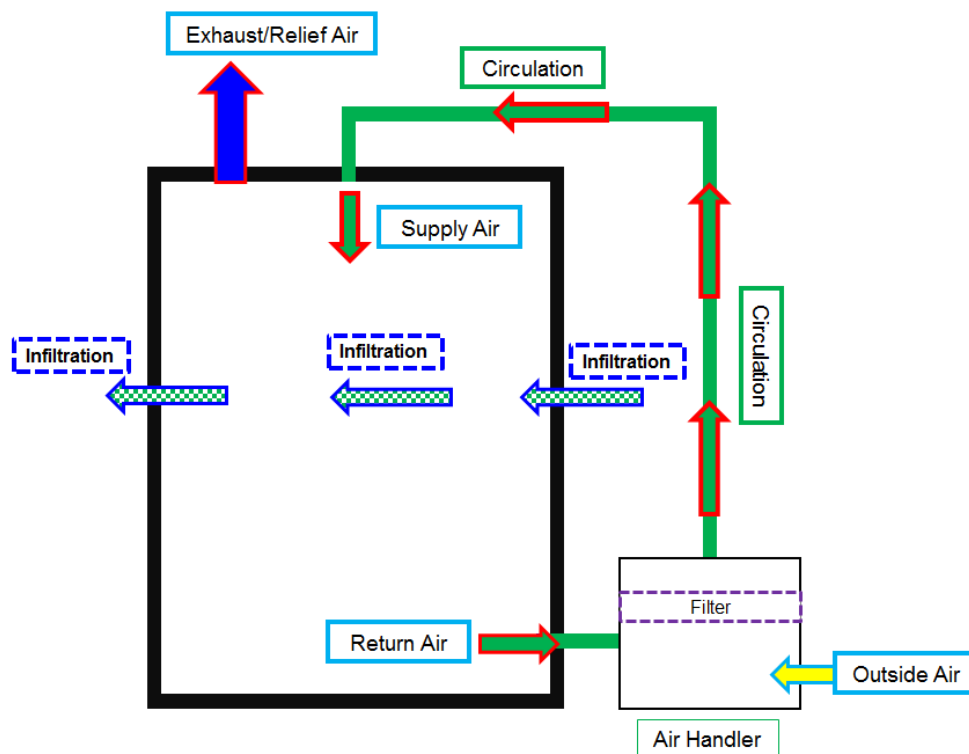 Exhaust/Relief Air
Circulation
Supply Air
Infiltration
Infiltration
Infiltration
Circulation
Filter
Return Air
Outside Air
Air Handler